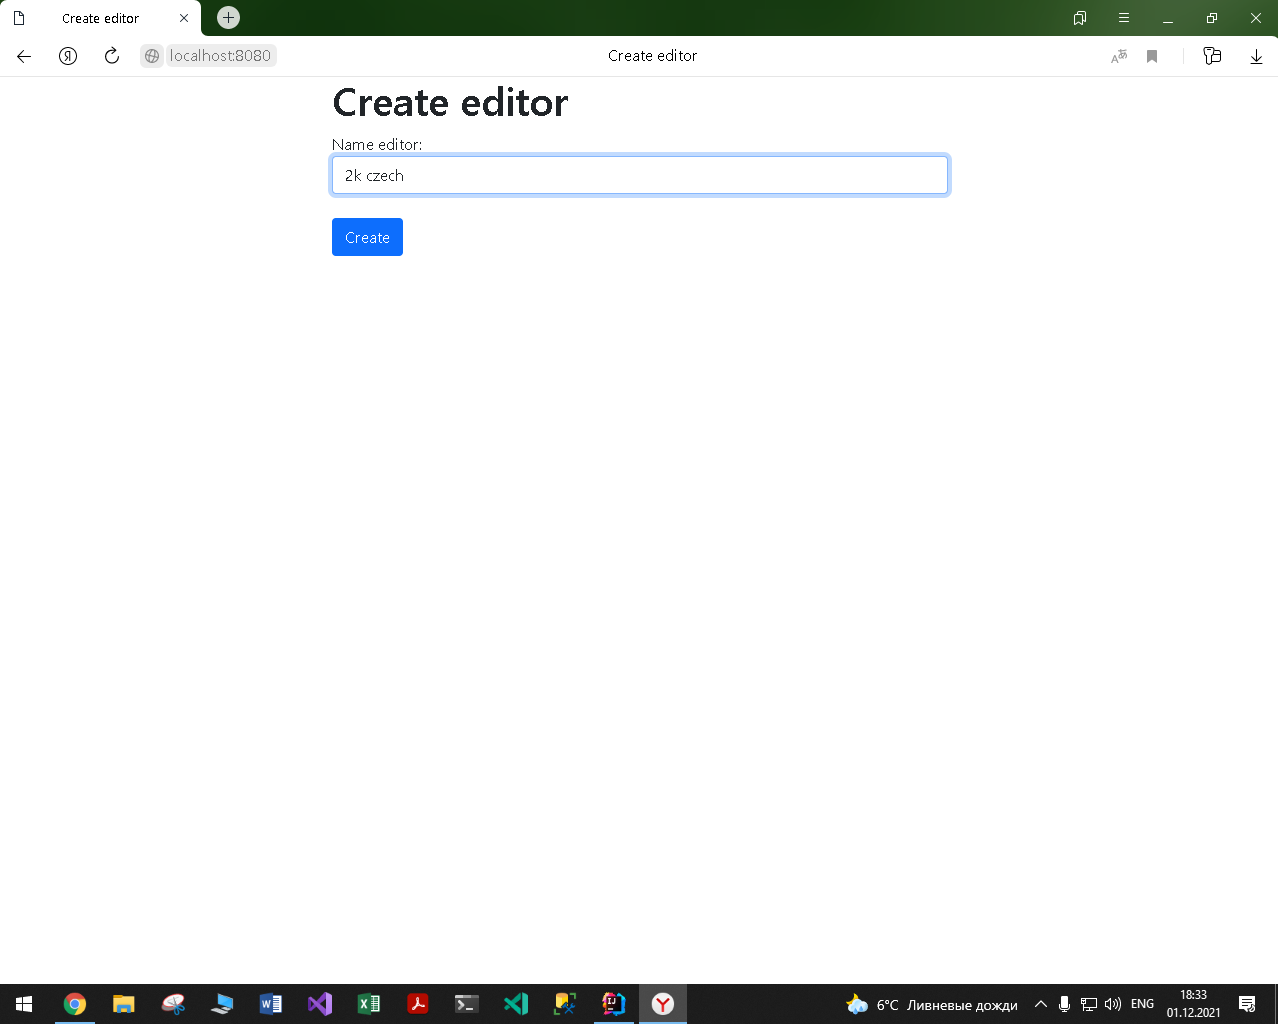 Create editor
localhost:8080
Create editor
Create editor
Name editor:
2k czech
Create
6°C Ливневые дожди
ENG
18:33
01.12.2021